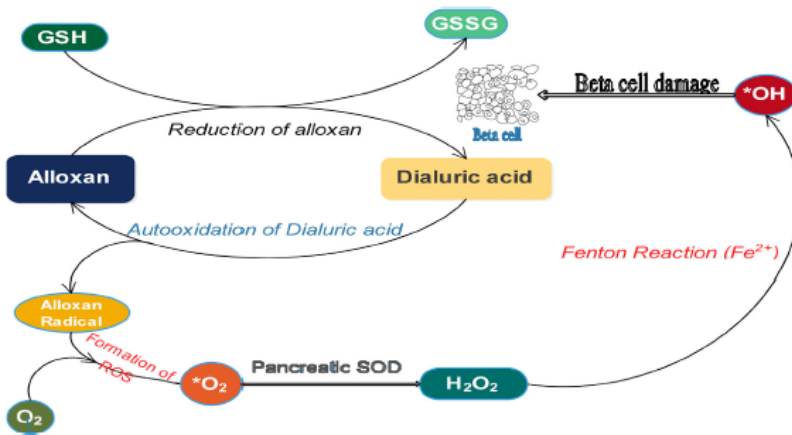 GSH
GSSG
Beta cell damage
*OH
Beta cell
Reduction of alloxan
Alloxan
Dialuric acid
Autooxidation of Dialuric acid
Fenton Reaction (Fe²⁺)
Alloxan
Radical
Formation of
ROS
*O₂
Pancreatic SOD
H₂O₂
O₂